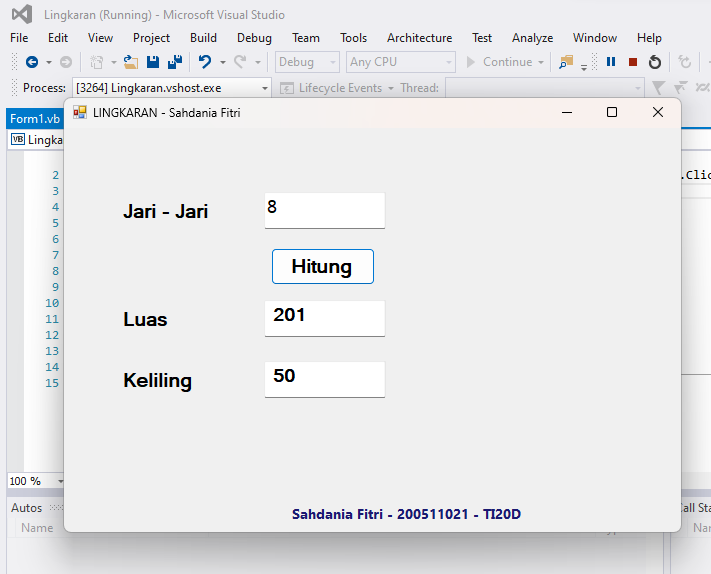 Lingkaran (Running) - Microsoft Visual Studio
File Edit View Project Build Debug Team Tools Architecture Test Analyze Window Help
Debug Any CPU Continue
Process: [3264] Lingkaran.vshost.exe Lifecycle Events Thread:
Form1.vb
LINGKARAN - Sahdania Fitri
VB Lingka
.Clic
2
3
4
5
6
7
8
9
10
11
12
13
14
15
Jari - Jari 8
Hitung
Luas 201
Keliling 50
Sahdania Fitri - 200511021 - TI20D
100 %
Autos
Call Sta
Name
Nar